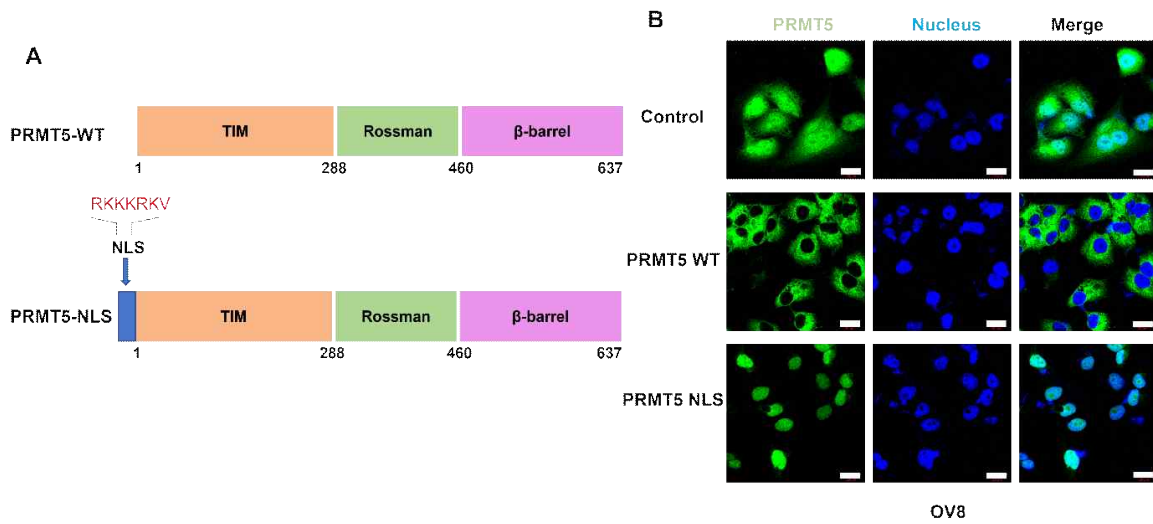 A
PRMT5-WT
TIM
Rossman
β-barrel
1
288
460
637
RKKKRKV
NLS
PRMT5-NLS
TIM
Rossman
β-barrel
1
288
460
637
B
PRMT5
Nucleus
Merge
Control
PRMT5 WT
PRMT5 NLS
OV8